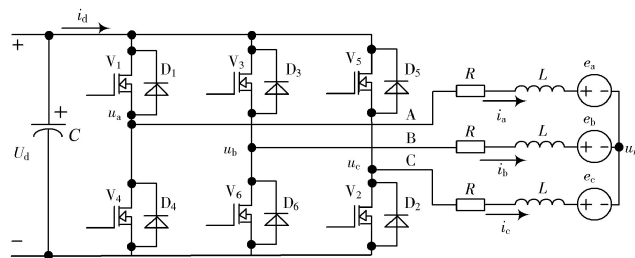 i_d
+
V_1
D_1
V_3
D_3
V_5
D_5
e_a
R
L
+ -
i_a
u_a
A
+
C
U_d
u_b
B
R
L
e_b
+ -
i_b
u_c
C
R
L
e_c
+ -
i_c
V_4
D_4
V_6
D_6
V_2
D_2
−